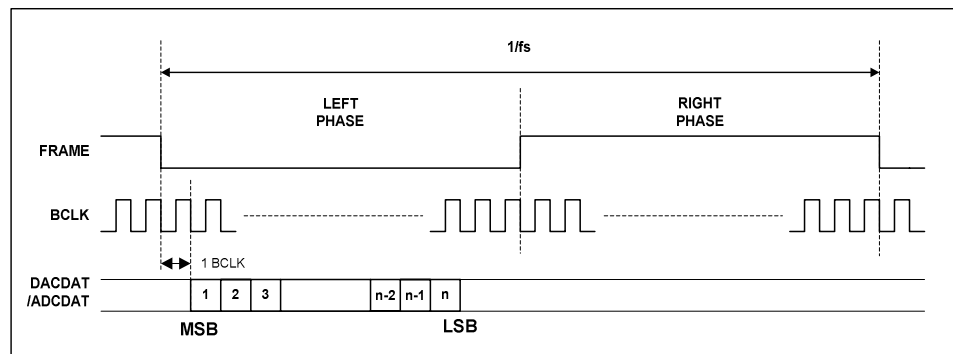 1/fs
LEFT
PHASE
RIGHT
PHASE
FRAME
BCLK
1 BCLK
DACDAT
/ADCDAT
1 2 3 n-2 n-1 n
MSB LSB